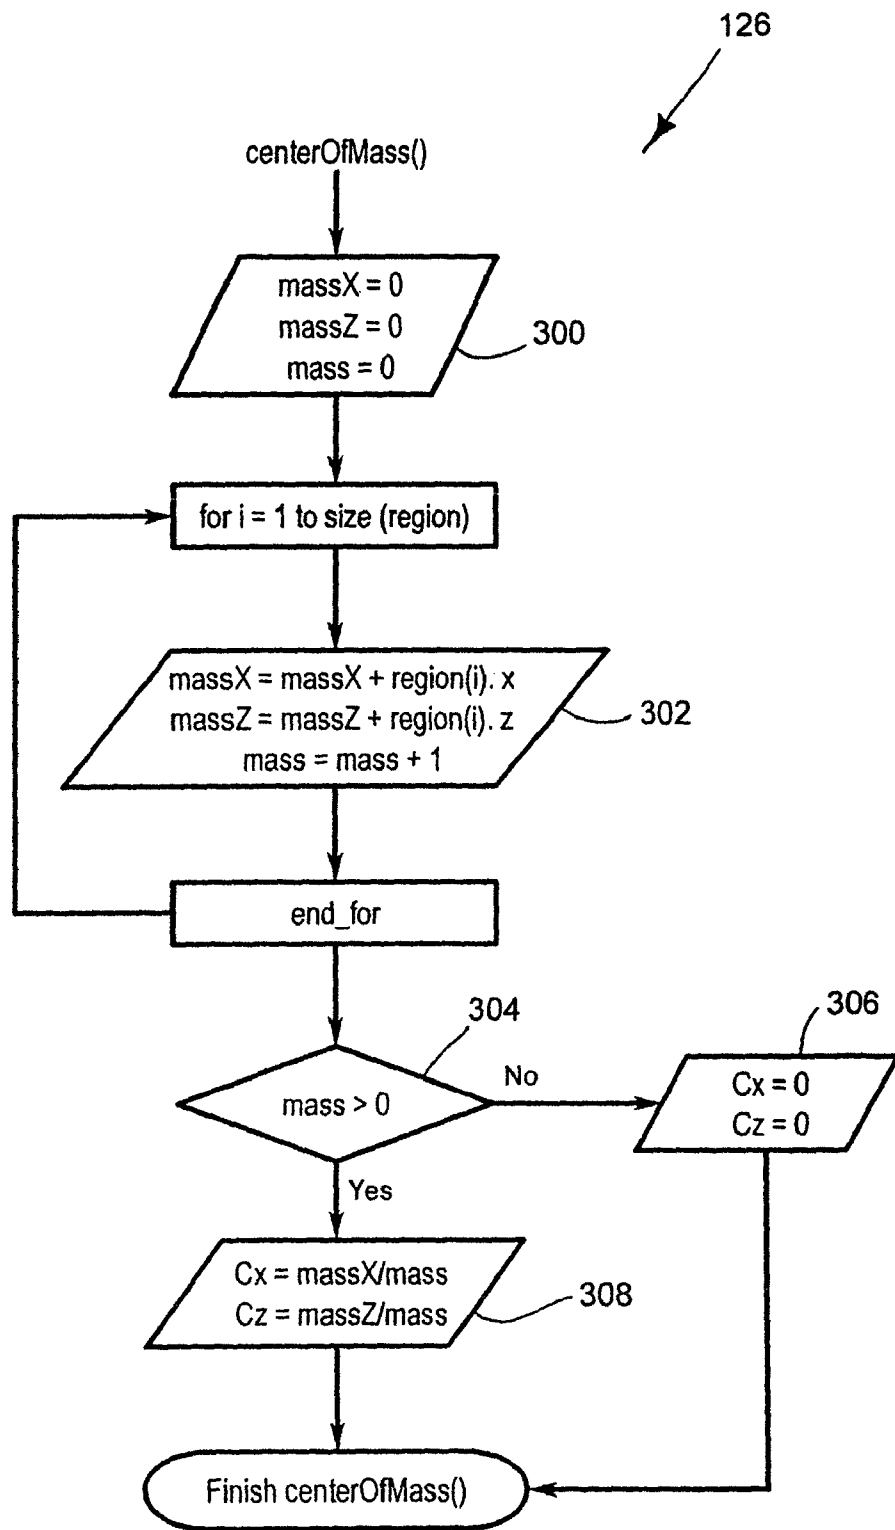 126
centerOfMass()
massX = 0
massZ = 0
mass = 0
300
for i = 1 to size (region)
massX = massX + region(i). x
massZ = massZ + region(i). z
mass = mass + 1
302
end_for
304
306
mass > 0
No
Cx = 0
Cz = 0
Yes
Cx = massX/mass
Cz = massZ/mass
308
Finish centerOfMass()